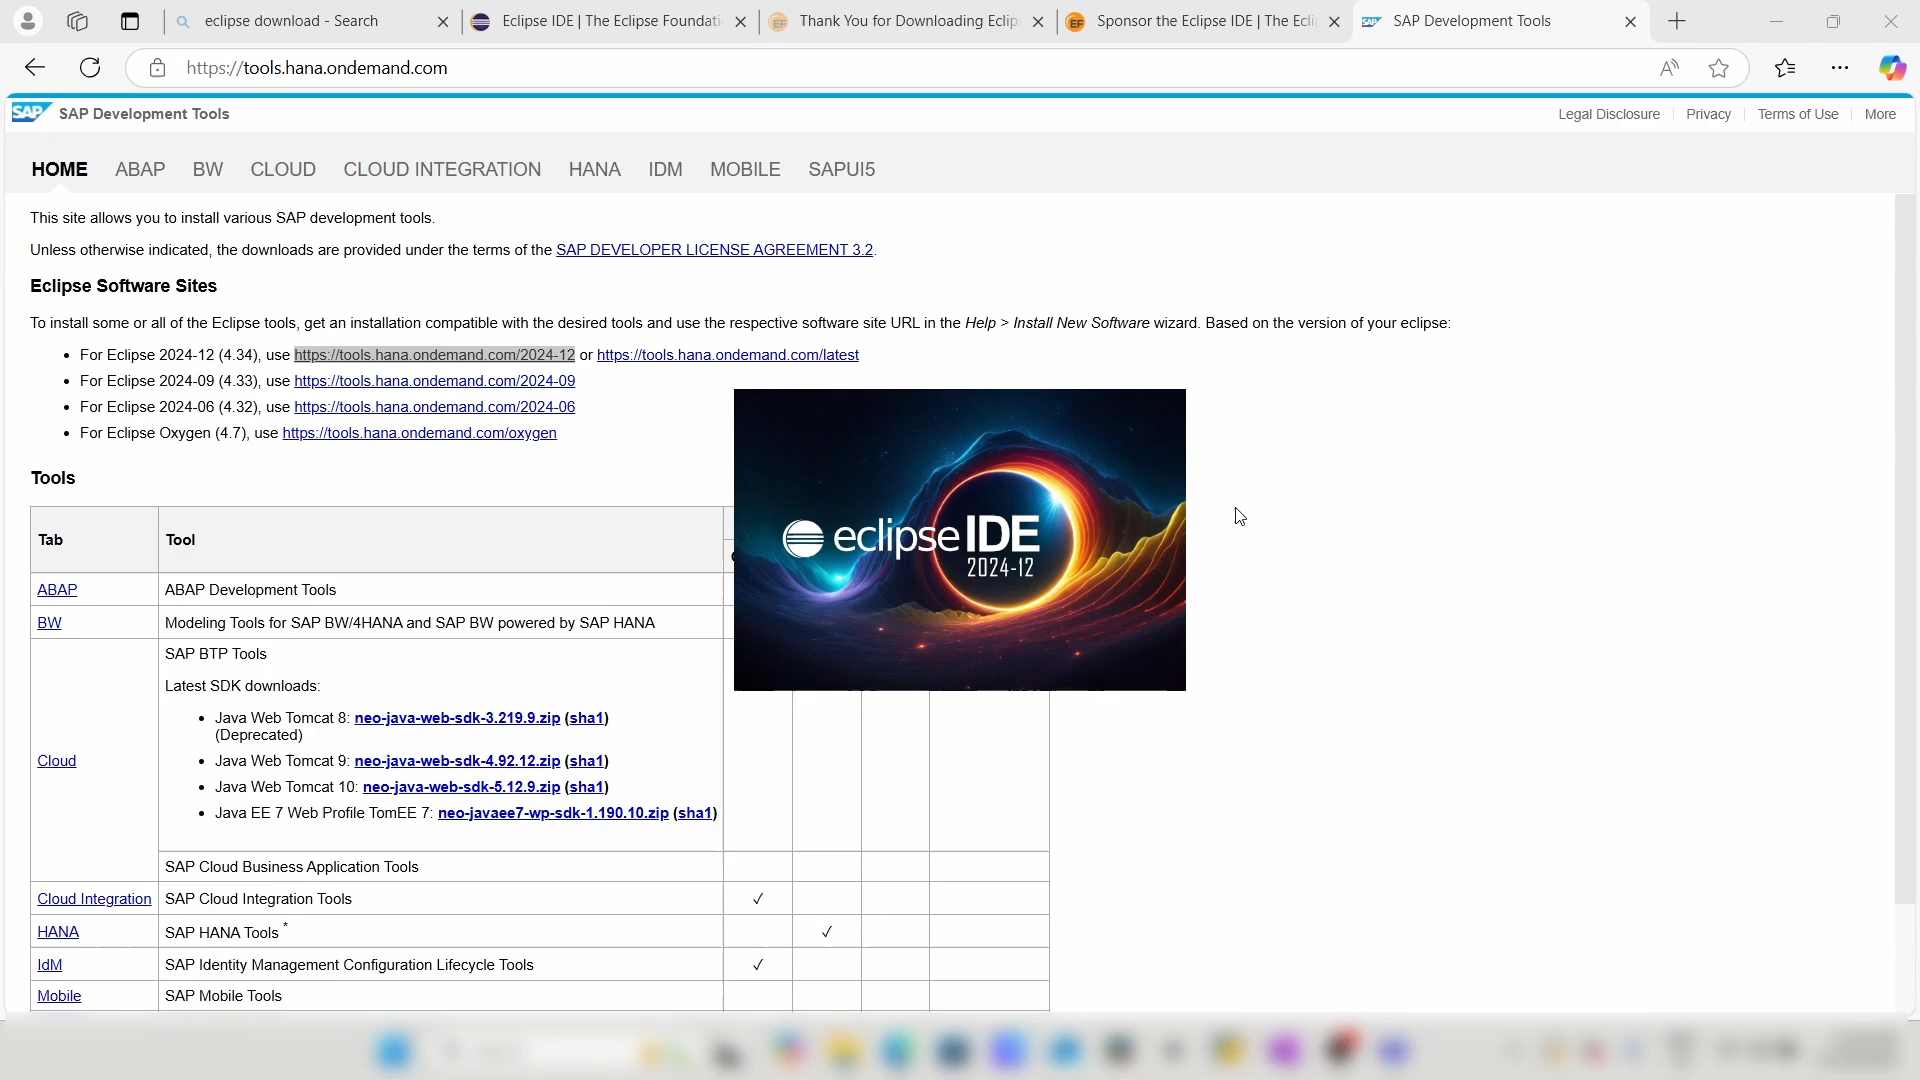 eclipse download - Search
Eclipse IDE | The Eclipse Foundati
Thank You for Downloading Eclip
Sponsor the Eclipse IDE | The Ecli
SAP Development Tools
https://tools.hana.ondemand.com
SAP SAP Development Tools
Legal Disclosure
Privacy
Terms of Use
More
HOME ABAP BW CLOUD CLOUD INTEGRATION HANA IDM MOBILE SAPUI5
This site allows you to install various SAP development tools.
Unless otherwise indicated, the downloads are provided under the terms of the SAP DEVELOPER LICENSE AGREEMENT 3.2.
Eclipse Software Sites
To install some or all of the Eclipse tools, get an installation compatible with the desired tools and use the respective software site URL in the Help > Install New Software wizard. Based on the version of your eclipse:
• For Eclipse 2024-12 (4.34), use https://tools.hana.ondemand.com/2024-12 or https://tools.hana.ondemand.com/latest
• For Eclipse 2024-09 (4.33), use https://tools.hana.ondemand.com/2024-09
• For Eclipse 2024-06 (4.32), use https://tools.hana.ondemand.com/2024-06
• For Eclipse Oxygen (4.7), use https://tools.hana.ondemand.com/oxygen
eclipse IDE
2024-12
Tools
Tab Tool
ABAP ABAP Development Tools
BW Modeling Tools for SAP BW/4HANA and SAP BW powered by SAP HANA
SAP BTP Tools
Latest SDK downloads:
• Java Web Tomcat 8: neo-java-web-sdk-3.219.9.zip (sha1)
(Deprecated)
Cloud
• Java Web Tomcat 9: neo-java-web-sdk-4.92.12.zip (sha1)
• Java Web Tomcat 10: neo-java-web-sdk-5.12.9.zip (sha1)
• Java EE 7 Web Profile TomEE 7: neo-javaee7-wp-sdk-1.190.10.zip (sha1)
SAP Cloud Business Application Tools
Cloud Integration SAP Cloud Integration Tools ✓
HANA SAP HANA Tools * ✓
IdM SAP Identity Management Configuration Lifecycle Tools ✓
Mobile SAP Mobile Tools